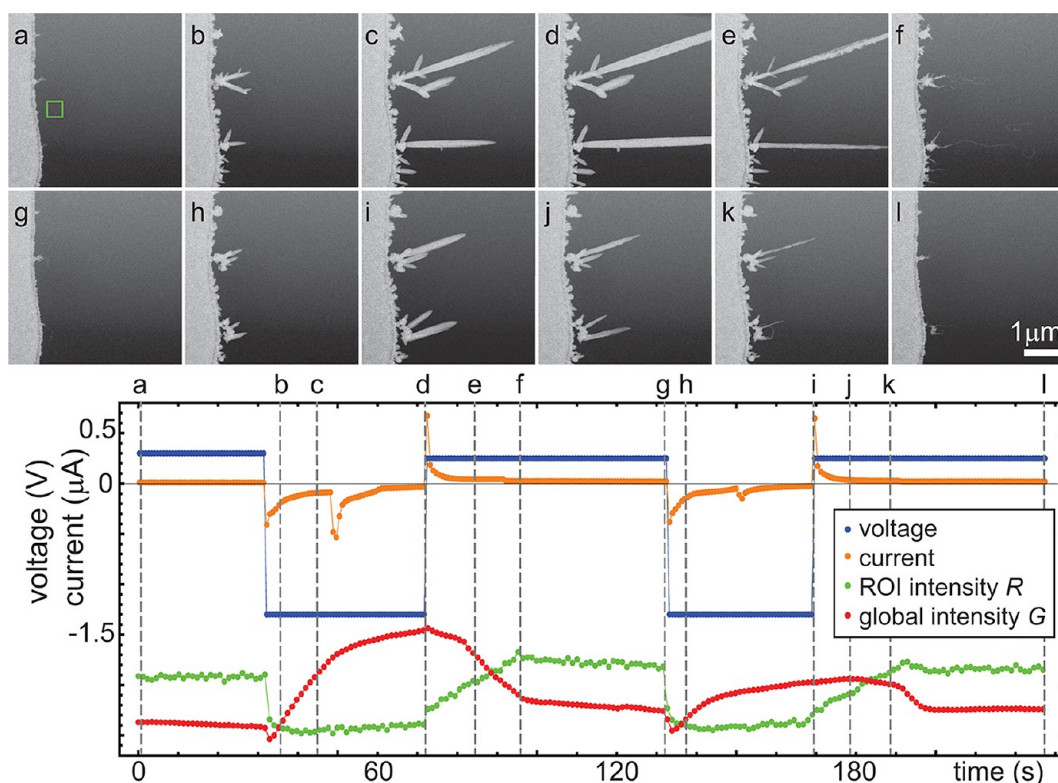 a b c d e f
g h i j k l
1μm
a b c d e f g h i j k l
0.5
0
-1.5
voltage (V)
current (μA)
voltage
current
ROI intensity R
global intensity G
0 60 120 180 time (s)